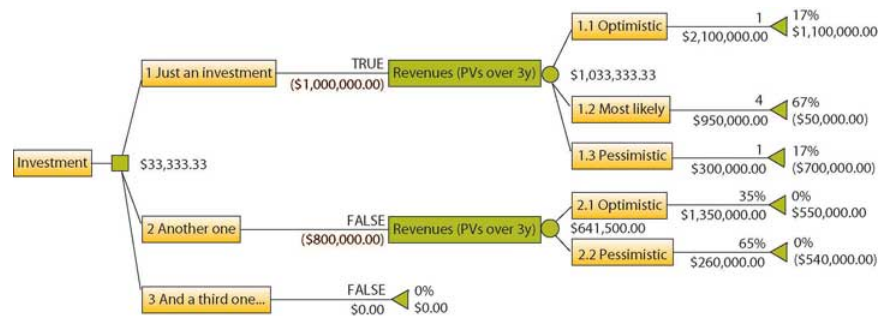 1.1 Optimistic
1
$2,100,000.00
17%
$1,100,000.00
1 Just an investment
TRUE
($1,000,000.00)
Revenues (PVs over 3y)
$1,033,333.33
1.2 Most likely
4
$950,000.00
67%
($50,000.00)
1.3 Pessimistic
1
$300,000.00
17%
($700,000.00)
Investment
$33,333.33
2.1 Optimistic
35%
$1,350,000.00
0%
$550,000.00
2 Another one
FALSE
($800,000.00)
Revenues (PVs over 3y)
$641,500.00
2.2 Pessimistic
65%
$260,000.00
0%
($540,000.00)
3 And a third one...
FALSE
$0.00
0%
$0.00